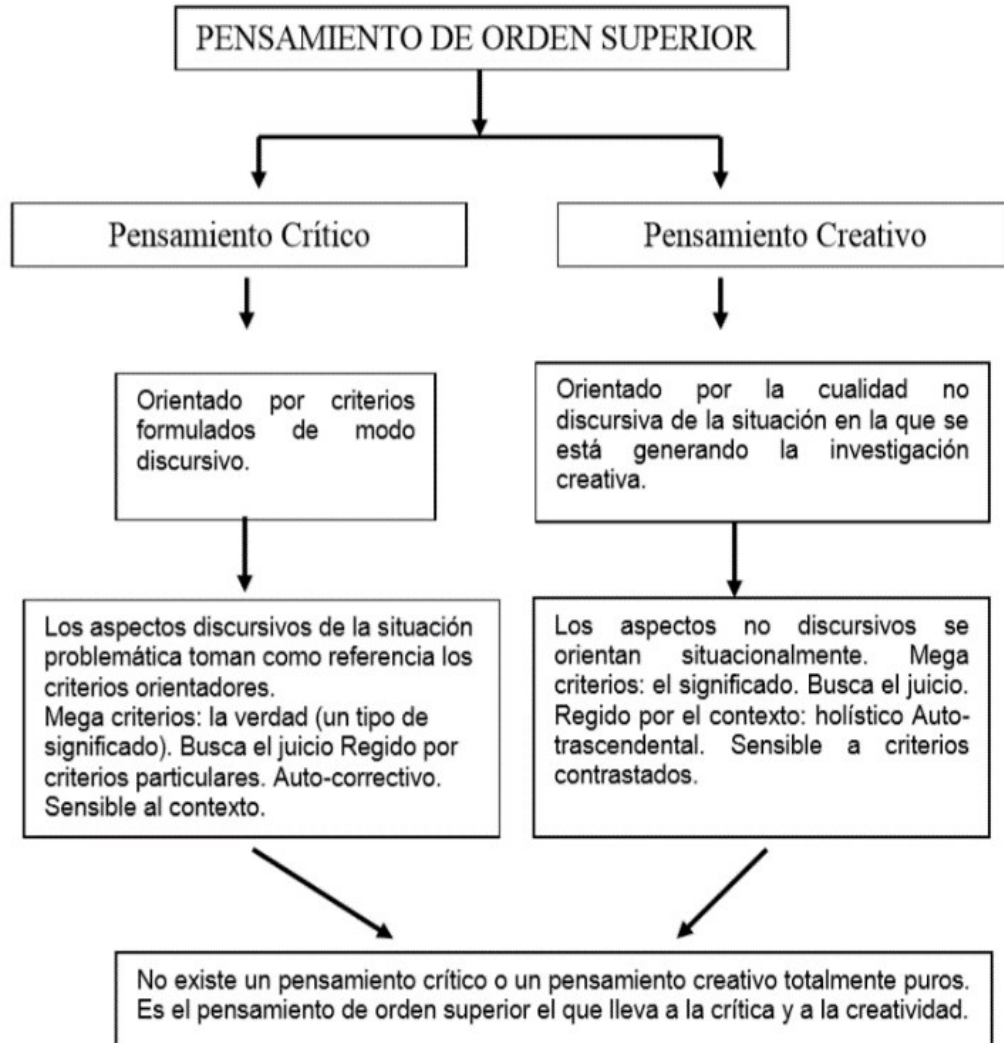 PENSAMIENTO DE ORDEN SUPERIOR
Pensamiento Crítico
Pensamiento Creativo
Orientado por criterios
formulados de modo
discursivo.
Orientado por la cualidad no
discursiva de la situación en la que se
está generando la investigación
creativa.
Los aspectos discursivos de la situación
problemática toman como referencia los
criterios orientadores.
Mega criterios: la verdad (un tipo de
significado). Busca el juicio Regido por
criterios particulares. Auto-correctivo.
Sensible al contexto.
Los aspectos no discursivos se
orientan situacionalmente. Mega
criterios: el significado. Busca el juicio.
Regido por el contexto: holístico Auto-
trascendental. Sensible a criterios
contrastados.
No existe un pensamiento crítico o un pensamiento creativo totalmente puros.
Es el pensamiento de orden superior el que lleva a la crítica y a la creatividad.